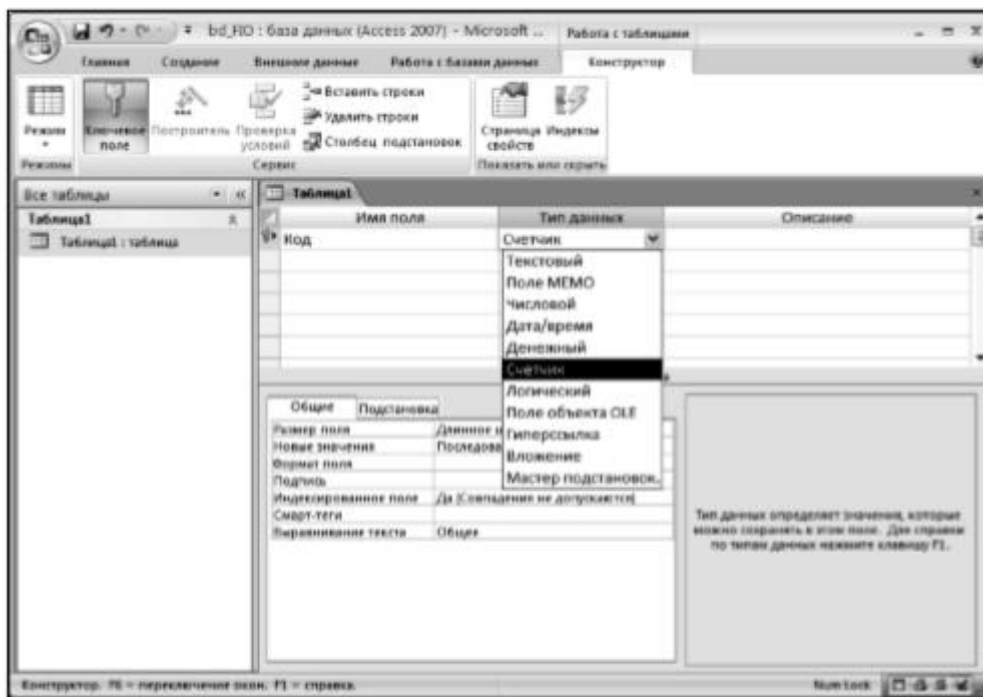 bd_FIO : база данных (Access 2007) - Microsoft ... Работа с таблицами
Главная Создание Внешние данные Работа с базами данных Конструктор
Режим
Режимы
Ключевое поле
Построитель
Проверка условий
Вставить строки
Удалить строки
Столбец подстановок
Сервис
Страница свойств
Индексы
Показать или скрыть
Все таблицы
Таблица1
Таблица1 : таблица
Таблица1
Имя поля Тип данных Описание
Код Счетчик
Текстовый
Поле МЕМО
Числовой
Дата/время
Денежный
Счетчик
Логический
Поле объекта OLE
Гиперссылка
Вложение
Мастер подстановок.
Общие Подстановка
Размер поля Длинное ц
Новые значения Последова
Формат поля
Подпись
Индексированное поле Да (Совпадения не допускаются)
Смарт-теги
Выравнивание текста Общее
Тип данных определяет значения, которые
можно сохранять в этом поле. Для справки
по типам данных нажмите клавишу F1.
Конструктор. F6 = переключение окон. F1 = справка. Num Lock